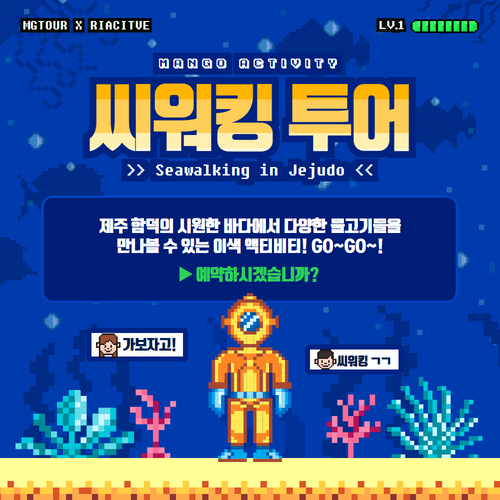 MGTOUR X RIACITVE
LV.1
MANGO ACTIVITY
씨워킹 투어
>> Seawalking in Jejudo <<
제주 함덕의 시원한 바다에서 다양한 물고기들을
만나볼 수 있는 이색 액티비티! GO~GO~!
▶ 예약하시겠습니까?
가보자고!
씨워킹 ㄱㄱ